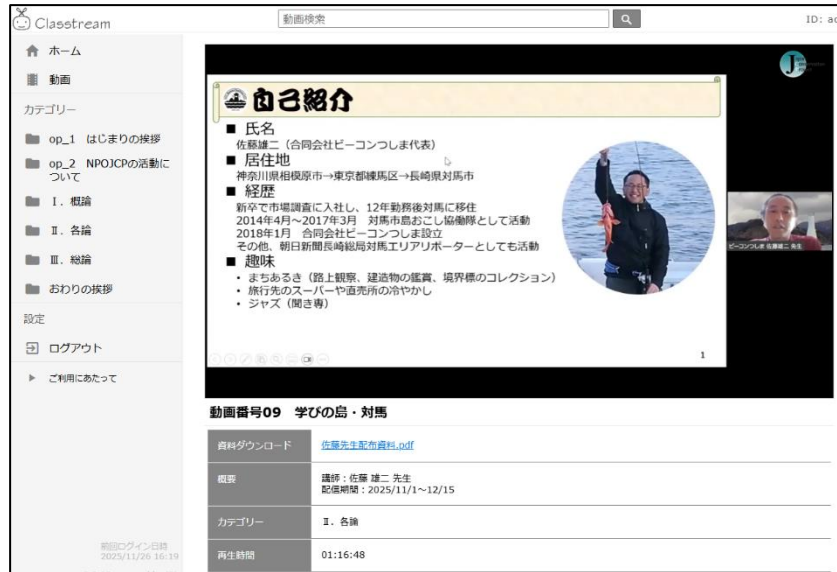 Classtream
動画検索
ID: ac
ホーム
動画
カテゴリー
op_1 はじまりの挨拶
op_2 NPOJCPの活動に
ついて
Ⅰ. 概論
Ⅱ. 各論
Ⅲ. 総論
おわりの挨拶
設定
ログアウト
ご利用にあたって
前回ログイン日時
2025/11/26 16:19
自己紹介
■ 氏名
佐藤雄二（合同会社ビーコンつしま代表）
■ 居住地
神奈川県相模原市→東京都練馬区→長崎県対馬市
■ 経歴
新卒で市場調査に入社し、12年勤務後対馬に移住
2014年4月～2017年3月 対馬市島おこし協働隊として活動
2018年1月 合同会社ビーコンつしま設立
その他、朝日新聞長崎総局対馬エリアリポーターとしても活動
■ 趣味
・まちあるき（路上観察、建造物の鑑賞、境界標のコレクション）
・旅行先のスーパーや直売所の冷やかし
・ジャズ（聞き専）
1
ビーコンつしま 佐藤雄二 先生
動画番号09 学びの島・対馬
資料ダウンロード 佐藤先生配布資料.pdf
概要 講師：佐藤 雄二 先生
配信期間：2025/11/1～12/15
カテゴリー Ⅱ. 各論
再生時間 01:16:48